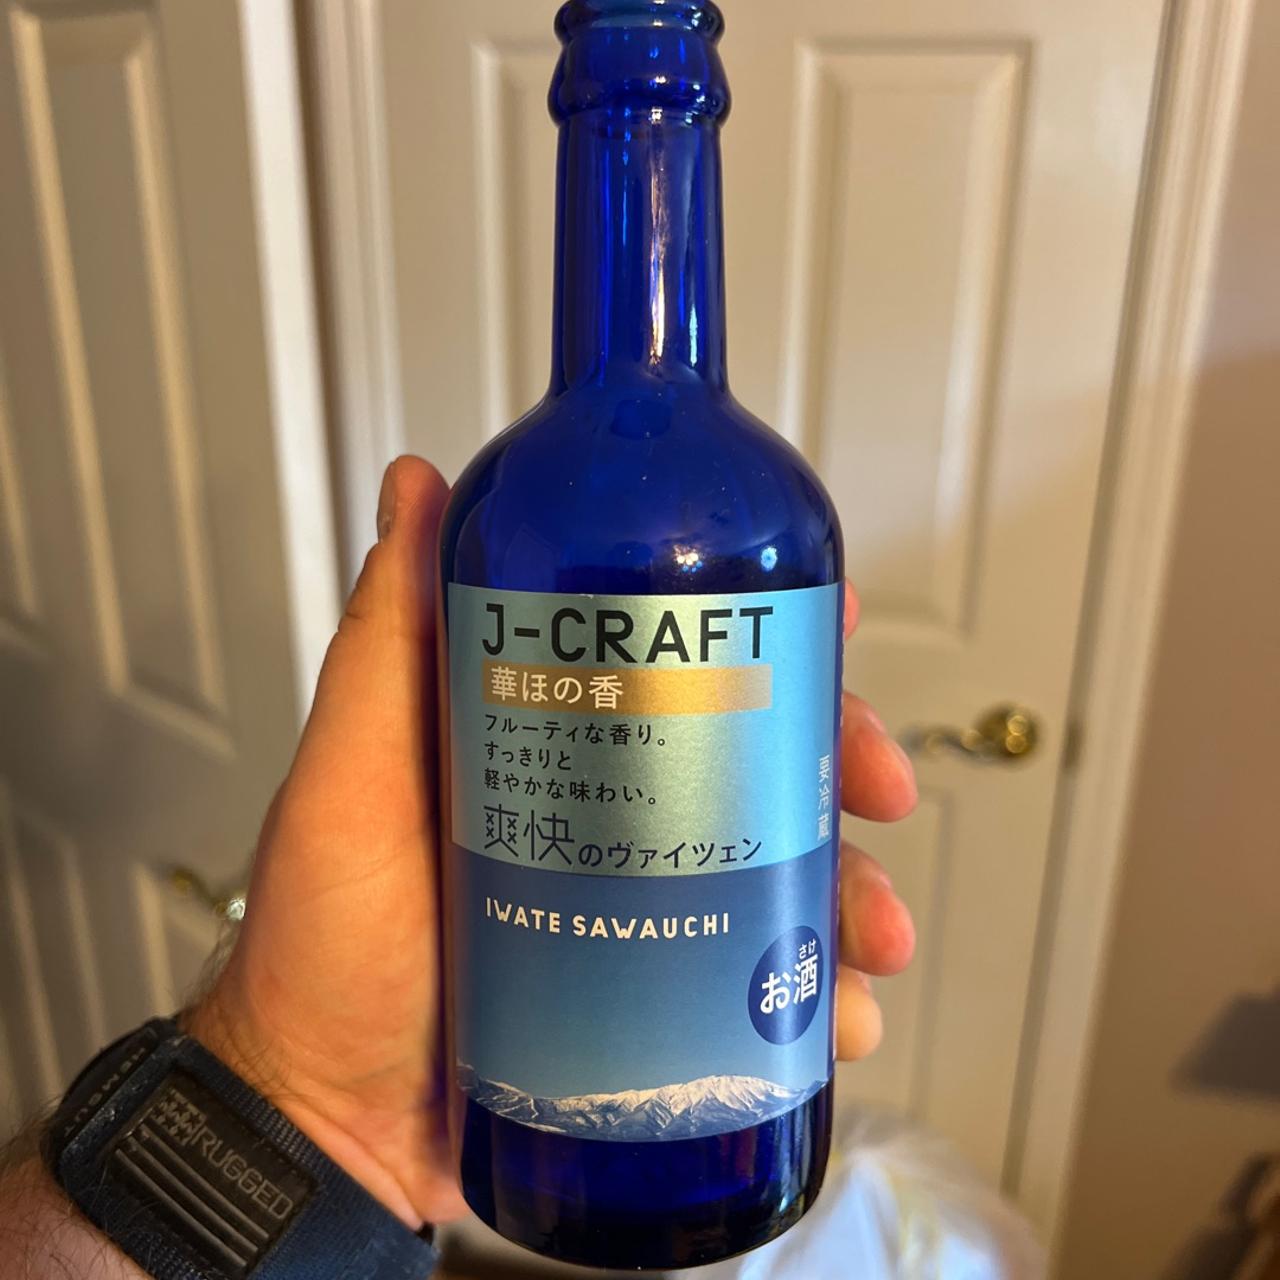 J-CRAFT
華ほの香
フルーティな香り。
すっきりと
軽やかな味わい。
爽快のヴァイツェン
要冷蔵
IWATE SAWAUCHI
さけ
お酒
RUGGED